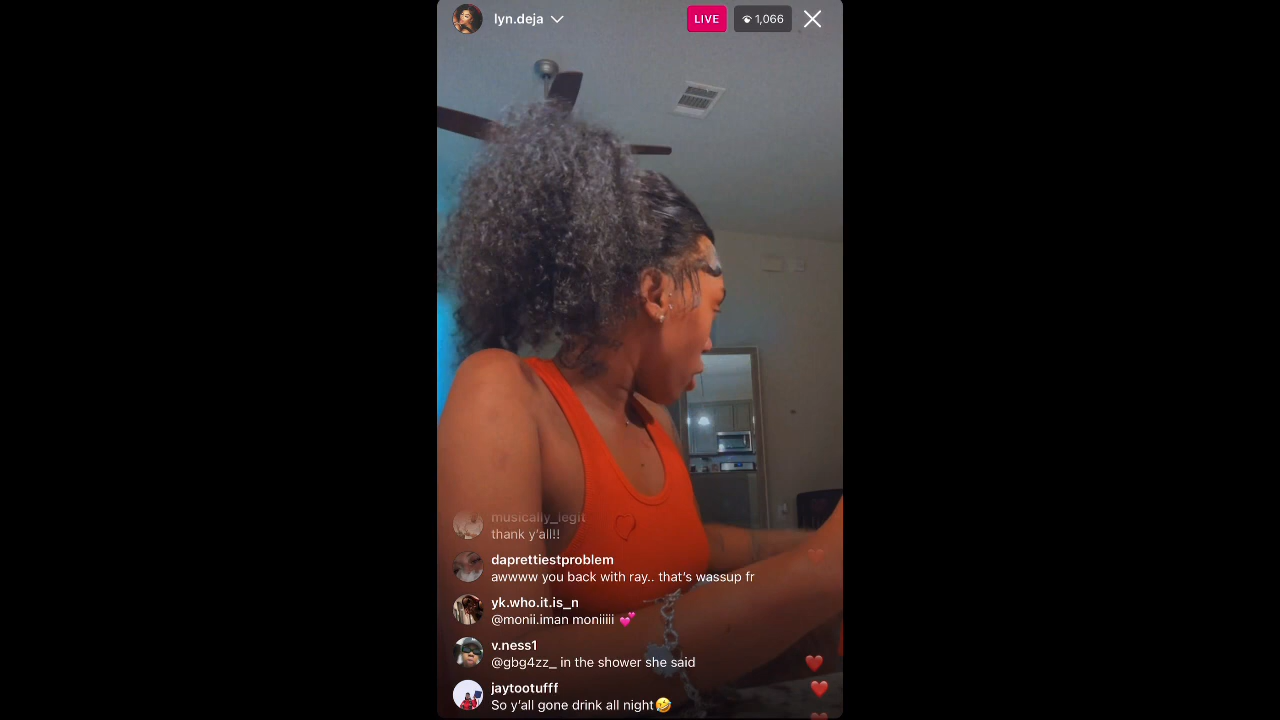 lyn.deja
LIVE
1,066
musically_legit
thank y'all!!
daprettiestproblem
awwww you back with ray.. that's wassup fr
yk.who.it.is_n
@monii.iman moniiiii 💕
v.ness1
@gbg4zz_ in the shower she said
jaytootufff
So y'all gone drink all night🤣